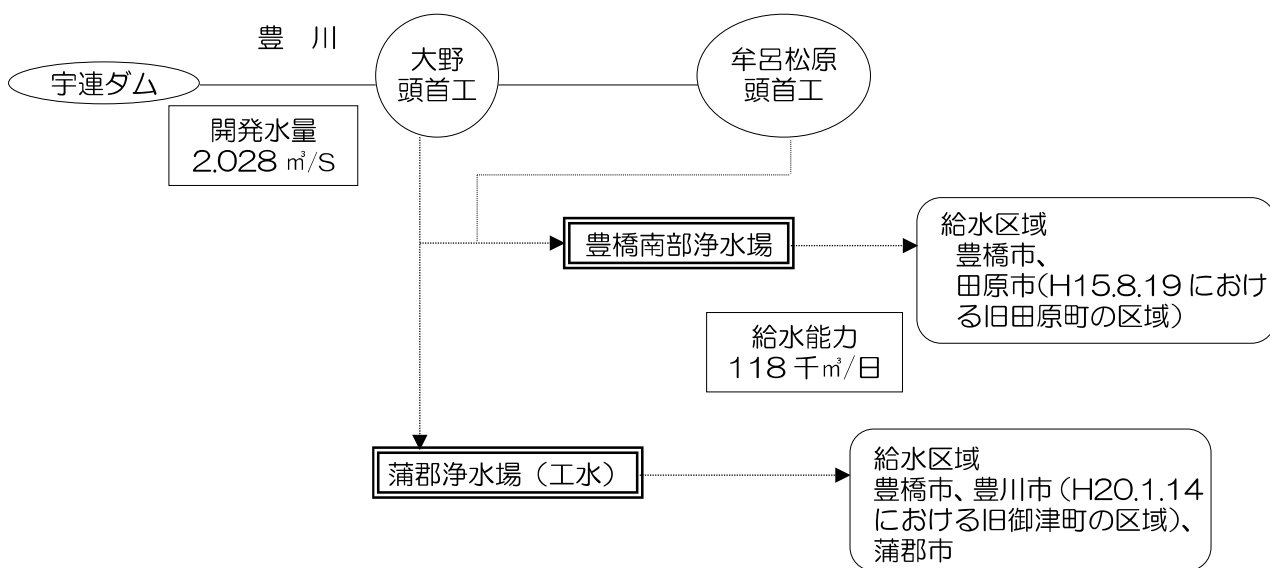 豊　川
宇連ダム
大野
頭首工
牟呂松原
頭首工
開発水量
2.028 ㎥/S
豊橋南部浄水場
給水区域
豊橋市、
田原市(H15.8.19 におけ
る旧田原町の区域)
給水能力
118 千㎥/日
蒲郡浄水場（工水）
給水区域
豊橋市、豊川市（H20.1.14
における旧御津町の区域)、
蒲郡市